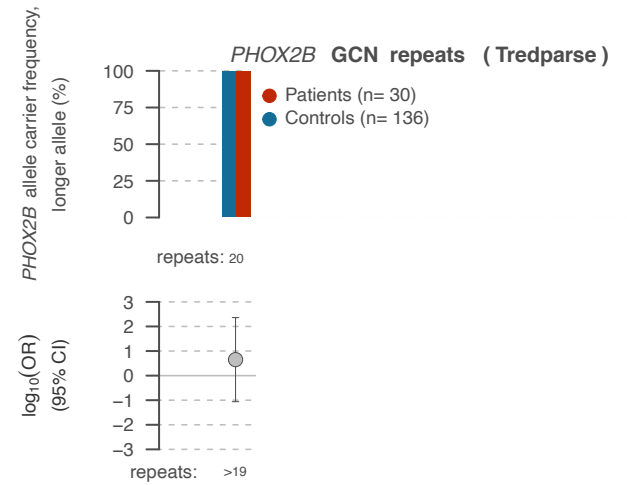 PHOX2B GCN repeats ( Tredparse )
PHOX2B allele carrier frequency,
longer allele (%)
100
75
50
25
0
Patients (n= 30)
Controls (n= 136)
repeats: 20
log10(OR)
(95% CI)
3
2
1
0
−1
−2
−3
repeats: >19